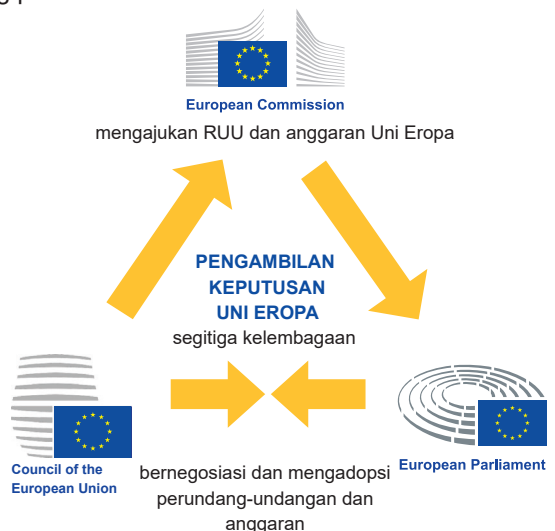 European Commission
mengajukan RUU dan anggaran Uni Eropa
PENGAMBILAN
KEPUTUSAN
UNI EROPA
segitiga kelembagaan
Council of the
European Union
bernegosiasi dan mengadopsi
perundang-undangan dan
anggaran
European Parliament